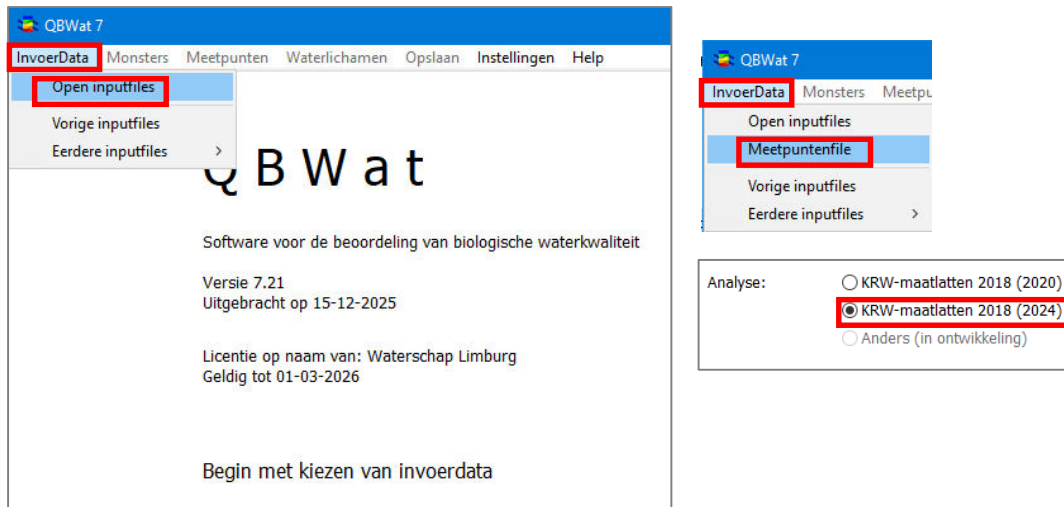 QBWat 7
InvoerData Monsters Meetpunten Waterlichamen Opslaan Instellingen Help
Open inputfiles
Vorige inputfiles
Eerdere inputfiles >
QBWat
Software voor de beoordeling van biologische waterkwaliteit
Versie 7.21
Uitgebracht op 15-12-2025
Licentie op naam van: Waterschap Limburg
Geldig tot 01-03-2026
Begin met kiezen van invoerdata
QBWat 7
InvoerData Monsters Meetpu
Open inputfiles
Meetpuntenfile
Vorige inputfiles
Eerdere inputfiles >
Analyse: KRW-maatlatten 2018 (2020)
KRW-maatlatten 2018 (2024)
Anders (in ontwikkeling)